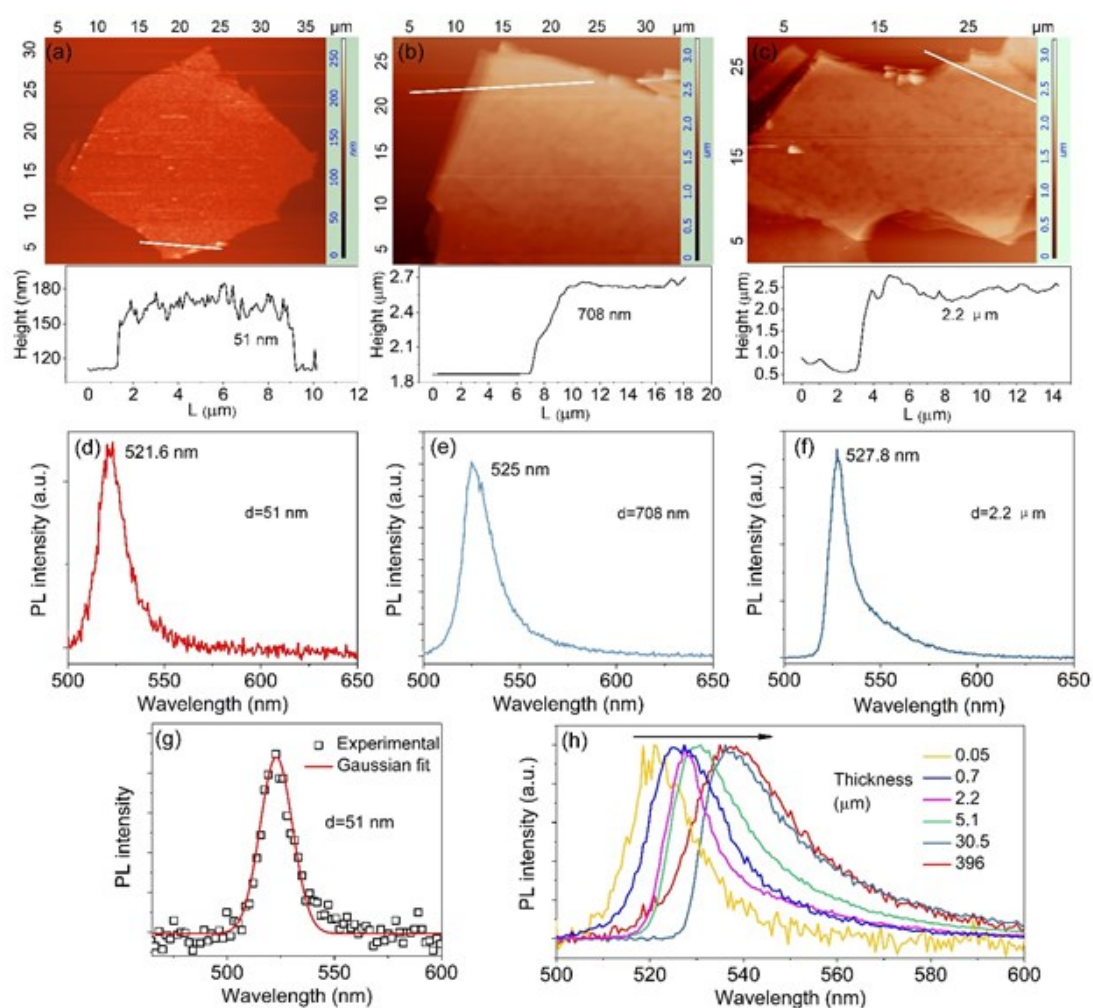 5 10 15 20 25 30 35 μm
(a)
30
25
20
15
10
5
250
200
150
100
50
0
nm
5 10 15 20 25 30 μm
(b)
25
20
15
10
5
3.0
2.5
2.0
1.5
1.0
0.5
0
μm
5 10 20 30 μm
(c)
25
15
5
3.0
2.5
2.0
1.5
1.0
0.5
0
μm
Height (nm)
180
150
120
51 nm
0 2 4 6 8 10 12
L (μm)
Height (μm)
2.7
2.4
2.1
1.8
708 nm
0 2 4 6 8 10 12 14 16 18 20
L (μm)
Height (μm)
2.5
2.0
1.5
1.0
0.5
2.2 μm
0 2 4 6 8 10 12 14
L (μm)
(d)
521.6 nm
d=51 nm
PL intensity (a.u.)
500 550 600 650
Wavelength (nm)
(e)
525 nm
d=708 nm
PL intensity (a.u.)
500 550 600 650
Wavelength (nm)
(f)
527.8 nm
d=2.2 μm
PL intensity (a.u.)
500 550 600 650
Wavelength (nm)
(g)
Experimental
Gaussian fit
d=51 nm
PL intensity
500 550 600
Wavelength (nm)
(h)
Thickness
(μm)
0.05
0.7
2.2
5.1
30.5
396
PL intensity (a.u.)
500 520 540 560 580 600
Wavelength (nm)